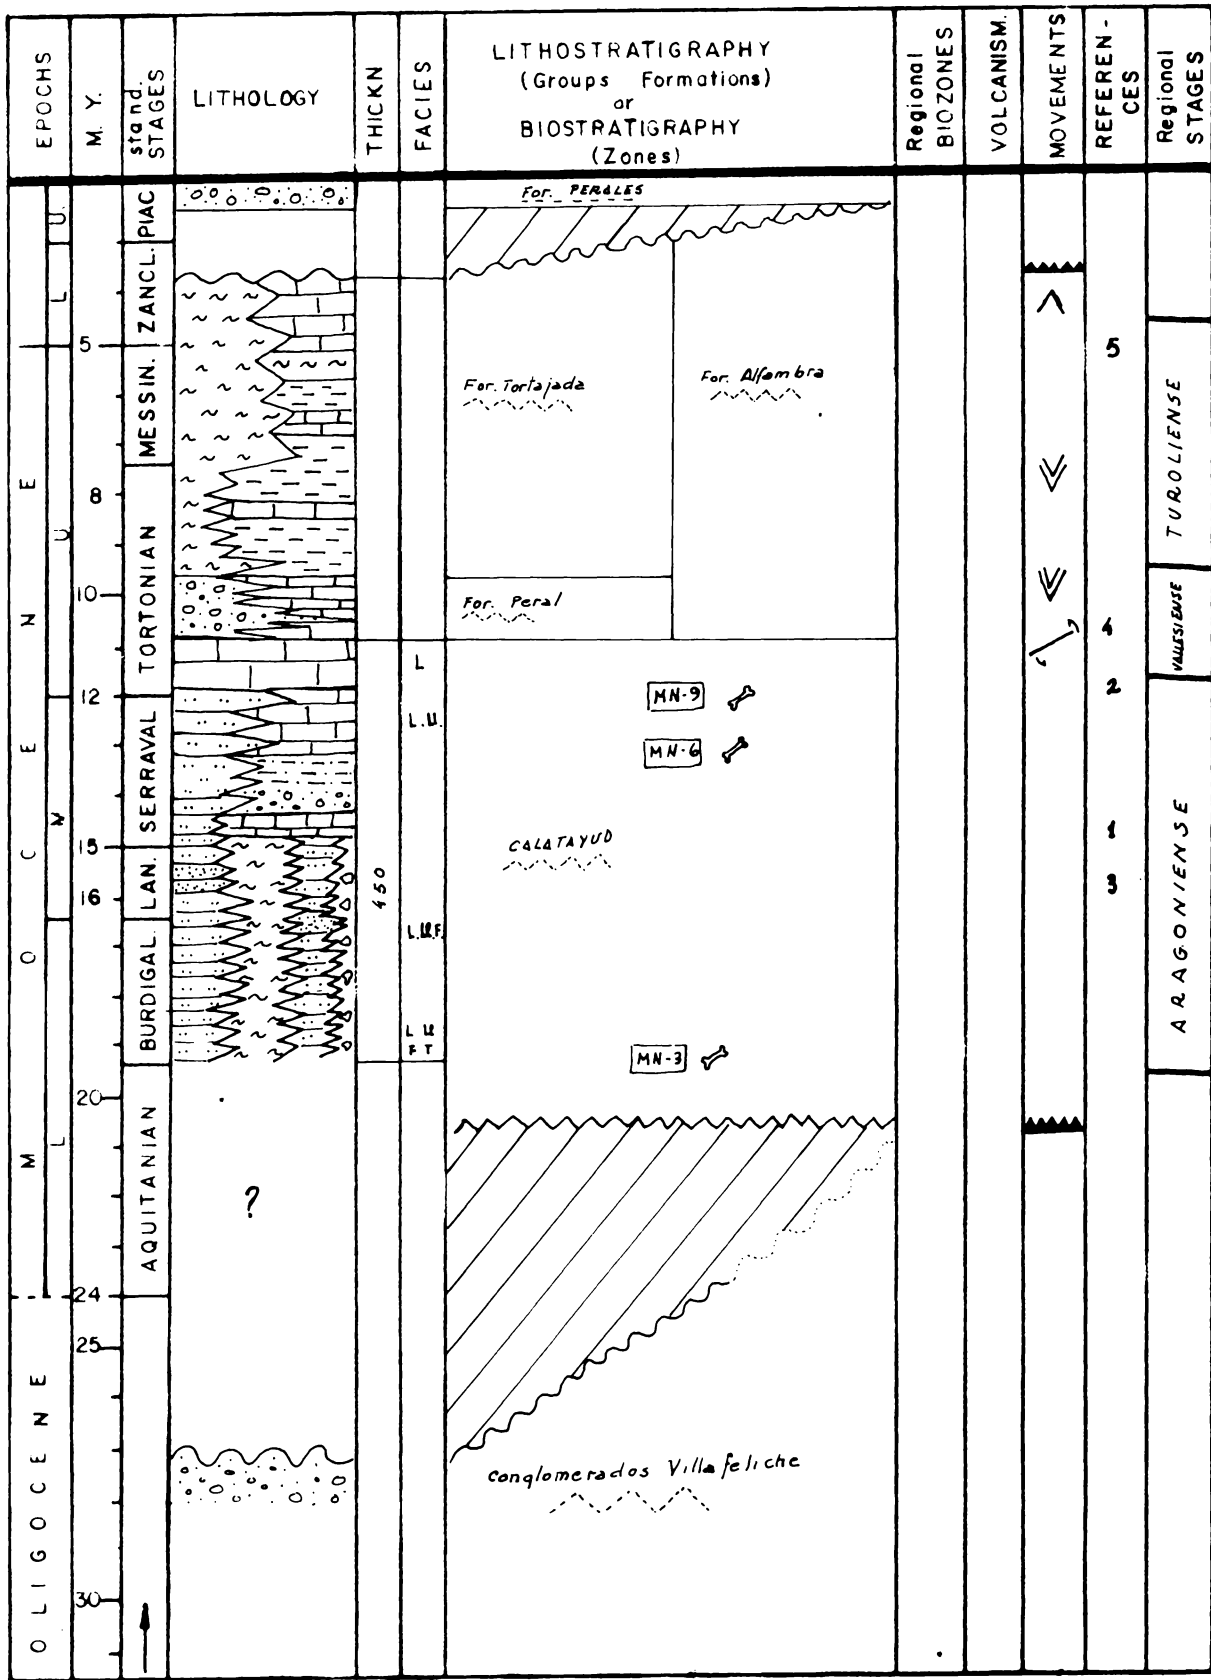 EPOCHS
M. Y.
stand.
STAGES
LITHOLOGY
THICKN
FACIES
LITHOSTRATIGRAPHY
(Groups Formations)
or
BIOSTRATIGRAPHY
(Zones)
Regional
BIOZONES
VOLCANISM.
MOVEMENTS
REFEREN-
CES
Regional
STAGES
U.
L
PIAC
ZANCL.
MESSIN.
TORTONIAN
SERRAVAL
LAN.
BURDIGAL.
AQUITANIAN
MIOCENE
U
M
L
OLIGOCENE
5
8
10
12
15
16
20
24
25
30
?
450
L
L.U.
L.U.F.
L U
F T
For. PERALES
For. Tortajada
For. Alfambra
For. Peral
MN-9
MN-6
CALATAYUD
MN-3
Conglomerados Villafeliche
5
4
2
1
3
TUROLIENSE
VALLESIENSE
ARAGONIENSE